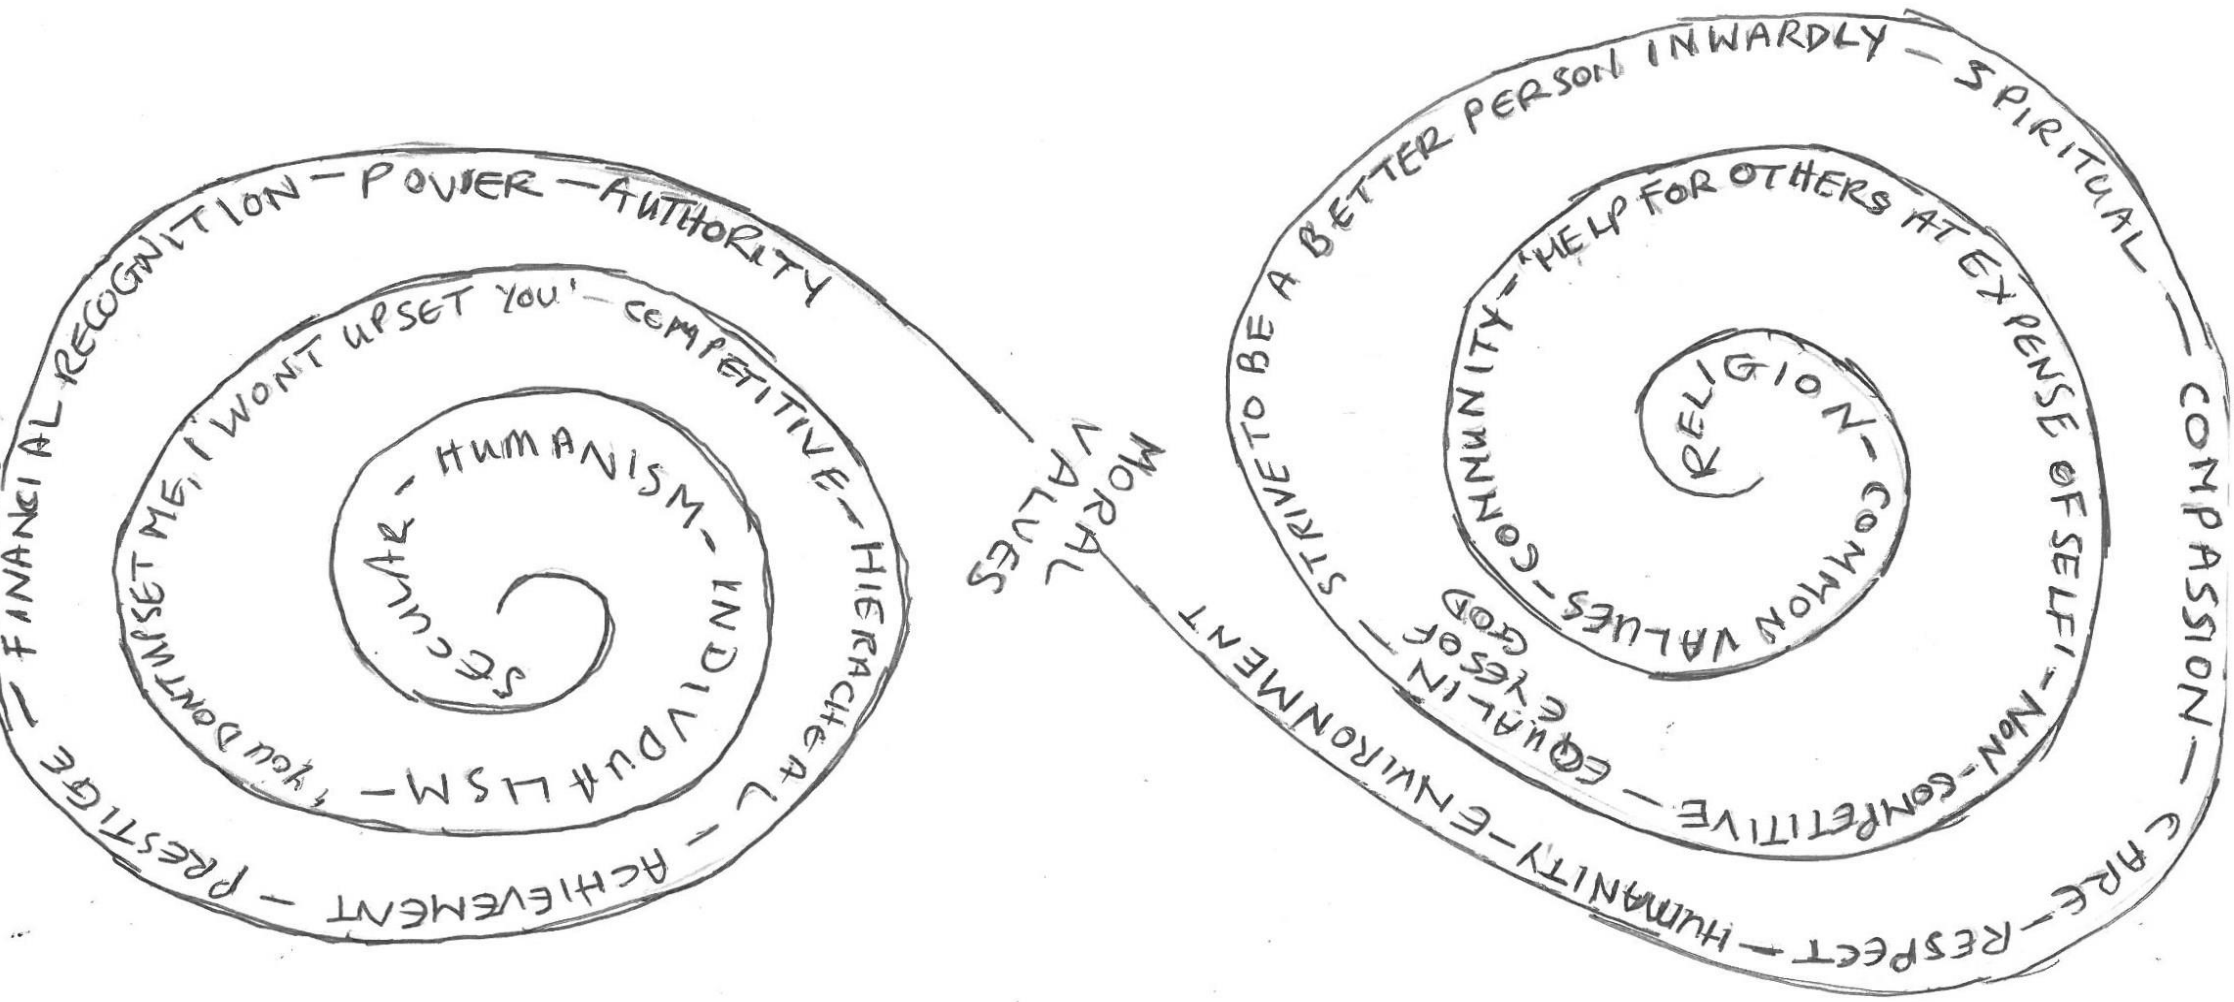 SECULAR - HUMANISM - INDIVDUALISM - "YOU DONT UPSET ME, I WONT UPSET YOU' - COMPETITIVE - HIERACHCAL - ACHIEVEMENT - PRESTIGE - FINANCIAL RECOGNITION - POWER - AUTHORITY
MORAL
VALUES
RELIGION - COMMON VALUES - COMMUNITY - 'HELP FOR OTHERS AT EXPENSE OF SELF' - NON-COMPETITIVE - EQUAL IN EYES OF GOD - STRIVE TO BE A BETTER PERSON INWARDLY - SPIRITUAL - COMPASSION - CARE - RESPECT - HUMANITY - ENVIRONMENT